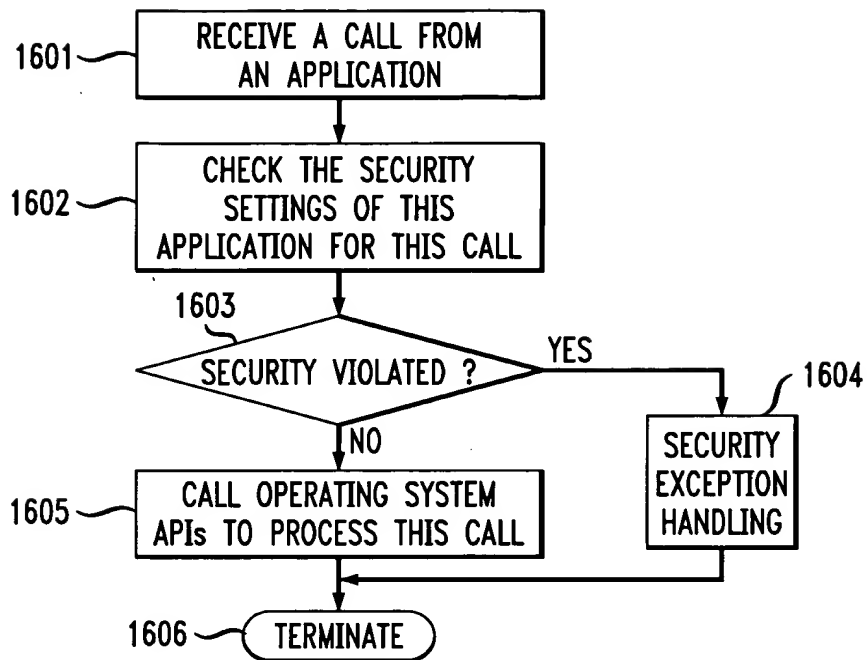 1601
RECEIVE A CALL FROM
AN APPLICATION
1602
CHECK THE SECURITY
SETTINGS OF THIS
APPLICATION FOR THIS CALL
1603
SECURITY VIOLATED ?
YES
1604
SECURITY
EXCEPTION
HANDLING
NO
1605
CALL OPERATING SYSTEM
APIs TO PROCESS THIS CALL
1606
TERMINATE